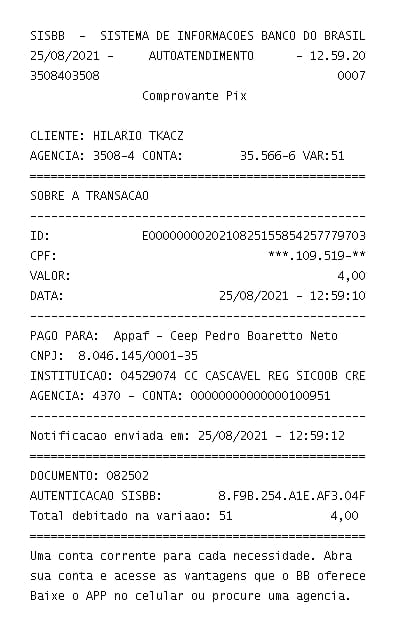 SISBB - SISTEMA DE INFORMACOES BANCO DO BRASIL
25/08/2021 - AUTOATENDIMENTO - 12.59.20
3508403508 0007
Comprovante Pix
CLIENTE: HILARIO TKACZ
AGENCIA: 3508-4 CONTA: 35.566-6 VAR:51
================================================
SOBRE A TRANSACAO
------------------------------------------------
ID: E0000000020210825155854257779703
CPF: ***.109.519-**
VALOR: 4,00
DATA: 25/08/2021 - 12:59:10
------------------------------------------------
PAGO PARA: Appaf - Ceep Pedro Boaretto Neto
CNPJ: 8.046.145/0001-35
INSTITUICAO: 04529074 CC CASCAVEL REG SICOOB CRE
AGENCIA: 4370 - CONTA: 00000000000000100951
------------------------------------------------
Notificacao enviada em: 25/08/2021 - 12:59:12
================================================
DOCUMENTO: 082502
AUTENTICACAO SISBB: 8.F9B.254.A1E.AF3.04F
Total debitado na variaao: 51 4,00
================================================
Uma conta corrente para cada necessidade. Abra
sua conta e acesse as vantagens que o BB oferece
Baixe o APP no celular ou procure uma agencia.